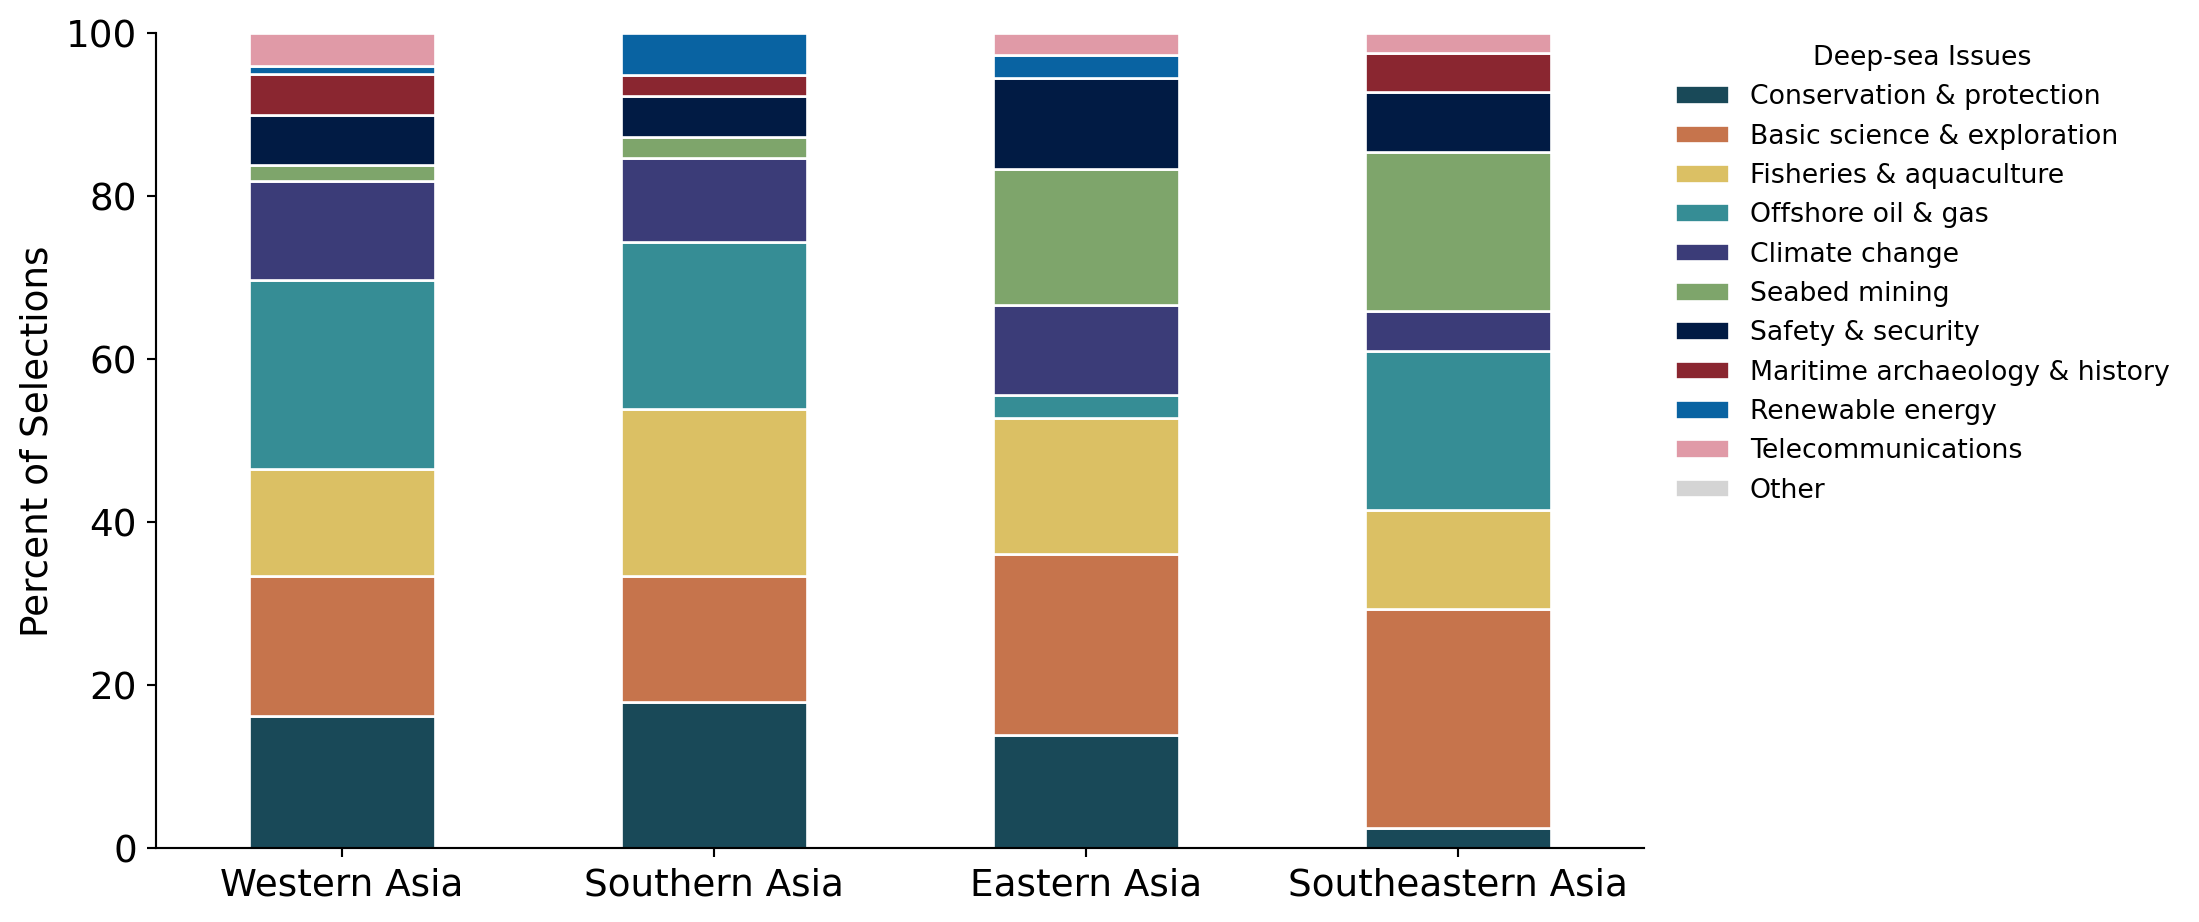 100
80
60
40
20
0
Percent of Selections
Western Asia
Southern Asia
Eastern Asia
Southeastern Asia
Deep-sea Issues
Conservation & protection
Basic science & exploration
Fisheries & aquaculture
Offshore oil & gas
Climate change
Seabed mining
Safety & security
Maritime archaeology & history
Renewable energy
Telecommunications
Other